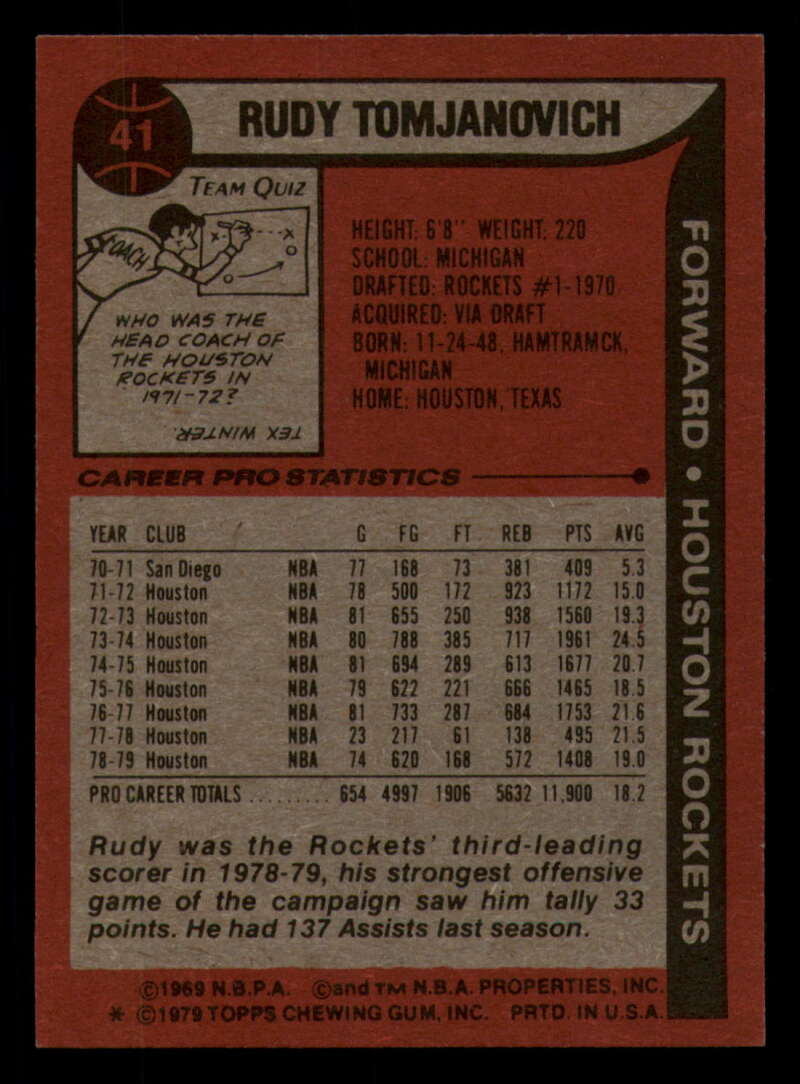 41
RUDY TOMJANOVICH
TEAM QUIZ
COACH
X
X
O
O
WHO WAS THE
HEAD COACH OF
THE HOUSTON
ROCKETS IN
1971-72?
TEX WINTER.
HEIGHT: 6'8" WEIGHT: 220
SCHOOL: MICHIGAN
DRAFTED: ROCKETS #1-1970
ACQUIRED: VIA DRAFT
BORN: 11-24-48, HAMTRAMCK,
MICHIGAN
HOME: HOUSTON, TEXAS
FORWARD • HOUSTON ROCKETS
CAREER PRO STATISTICS
YEAR CLUB G FG FT REB PTS AVG
70-71 San Diego NBA 77 168 73 381 409 5.3
71-72 Houston NBA 78 500 172 923 1172 15.0
72-73 Houston NBA 81 655 250 938 1560 19.3
73-74 Houston NBA 80 788 385 717 1961 24.5
74-75 Houston NBA 81 694 289 613 1677 20.7
75-76 Houston NBA 79 622 221 666 1465 18.5
76-77 Houston NBA 81 733 287 684 1753 21.6
77-78 Houston NBA 23 217 61 138 495 21.5
78-79 Houston NBA 74 620 168 572 1408 19.0
PRO CAREER TOTALS ......... 654 4997 1906 5632 11,900 18.2
Rudy was the Rockets' third-leading
scorer in 1978-79, his strongest offensive
game of the campaign saw him tally 33
points. He had 137 Assists last season.
©1969 N.B.P.A. ©and TM N.B.A. PROPERTIES, INC.
* ©1979 TOPPS CHEWING GUM, INC. PRTD. IN U.S.A.